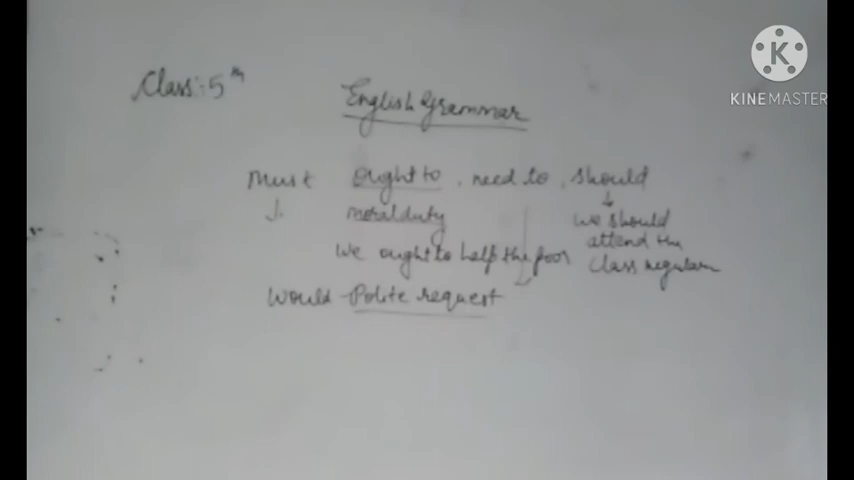 Class: 5th
English Grammar
Must ought to, need to, should
moral duty
We ought to help the poor
We should
attend the
class regular
Would - Polite request
KINEMASTER